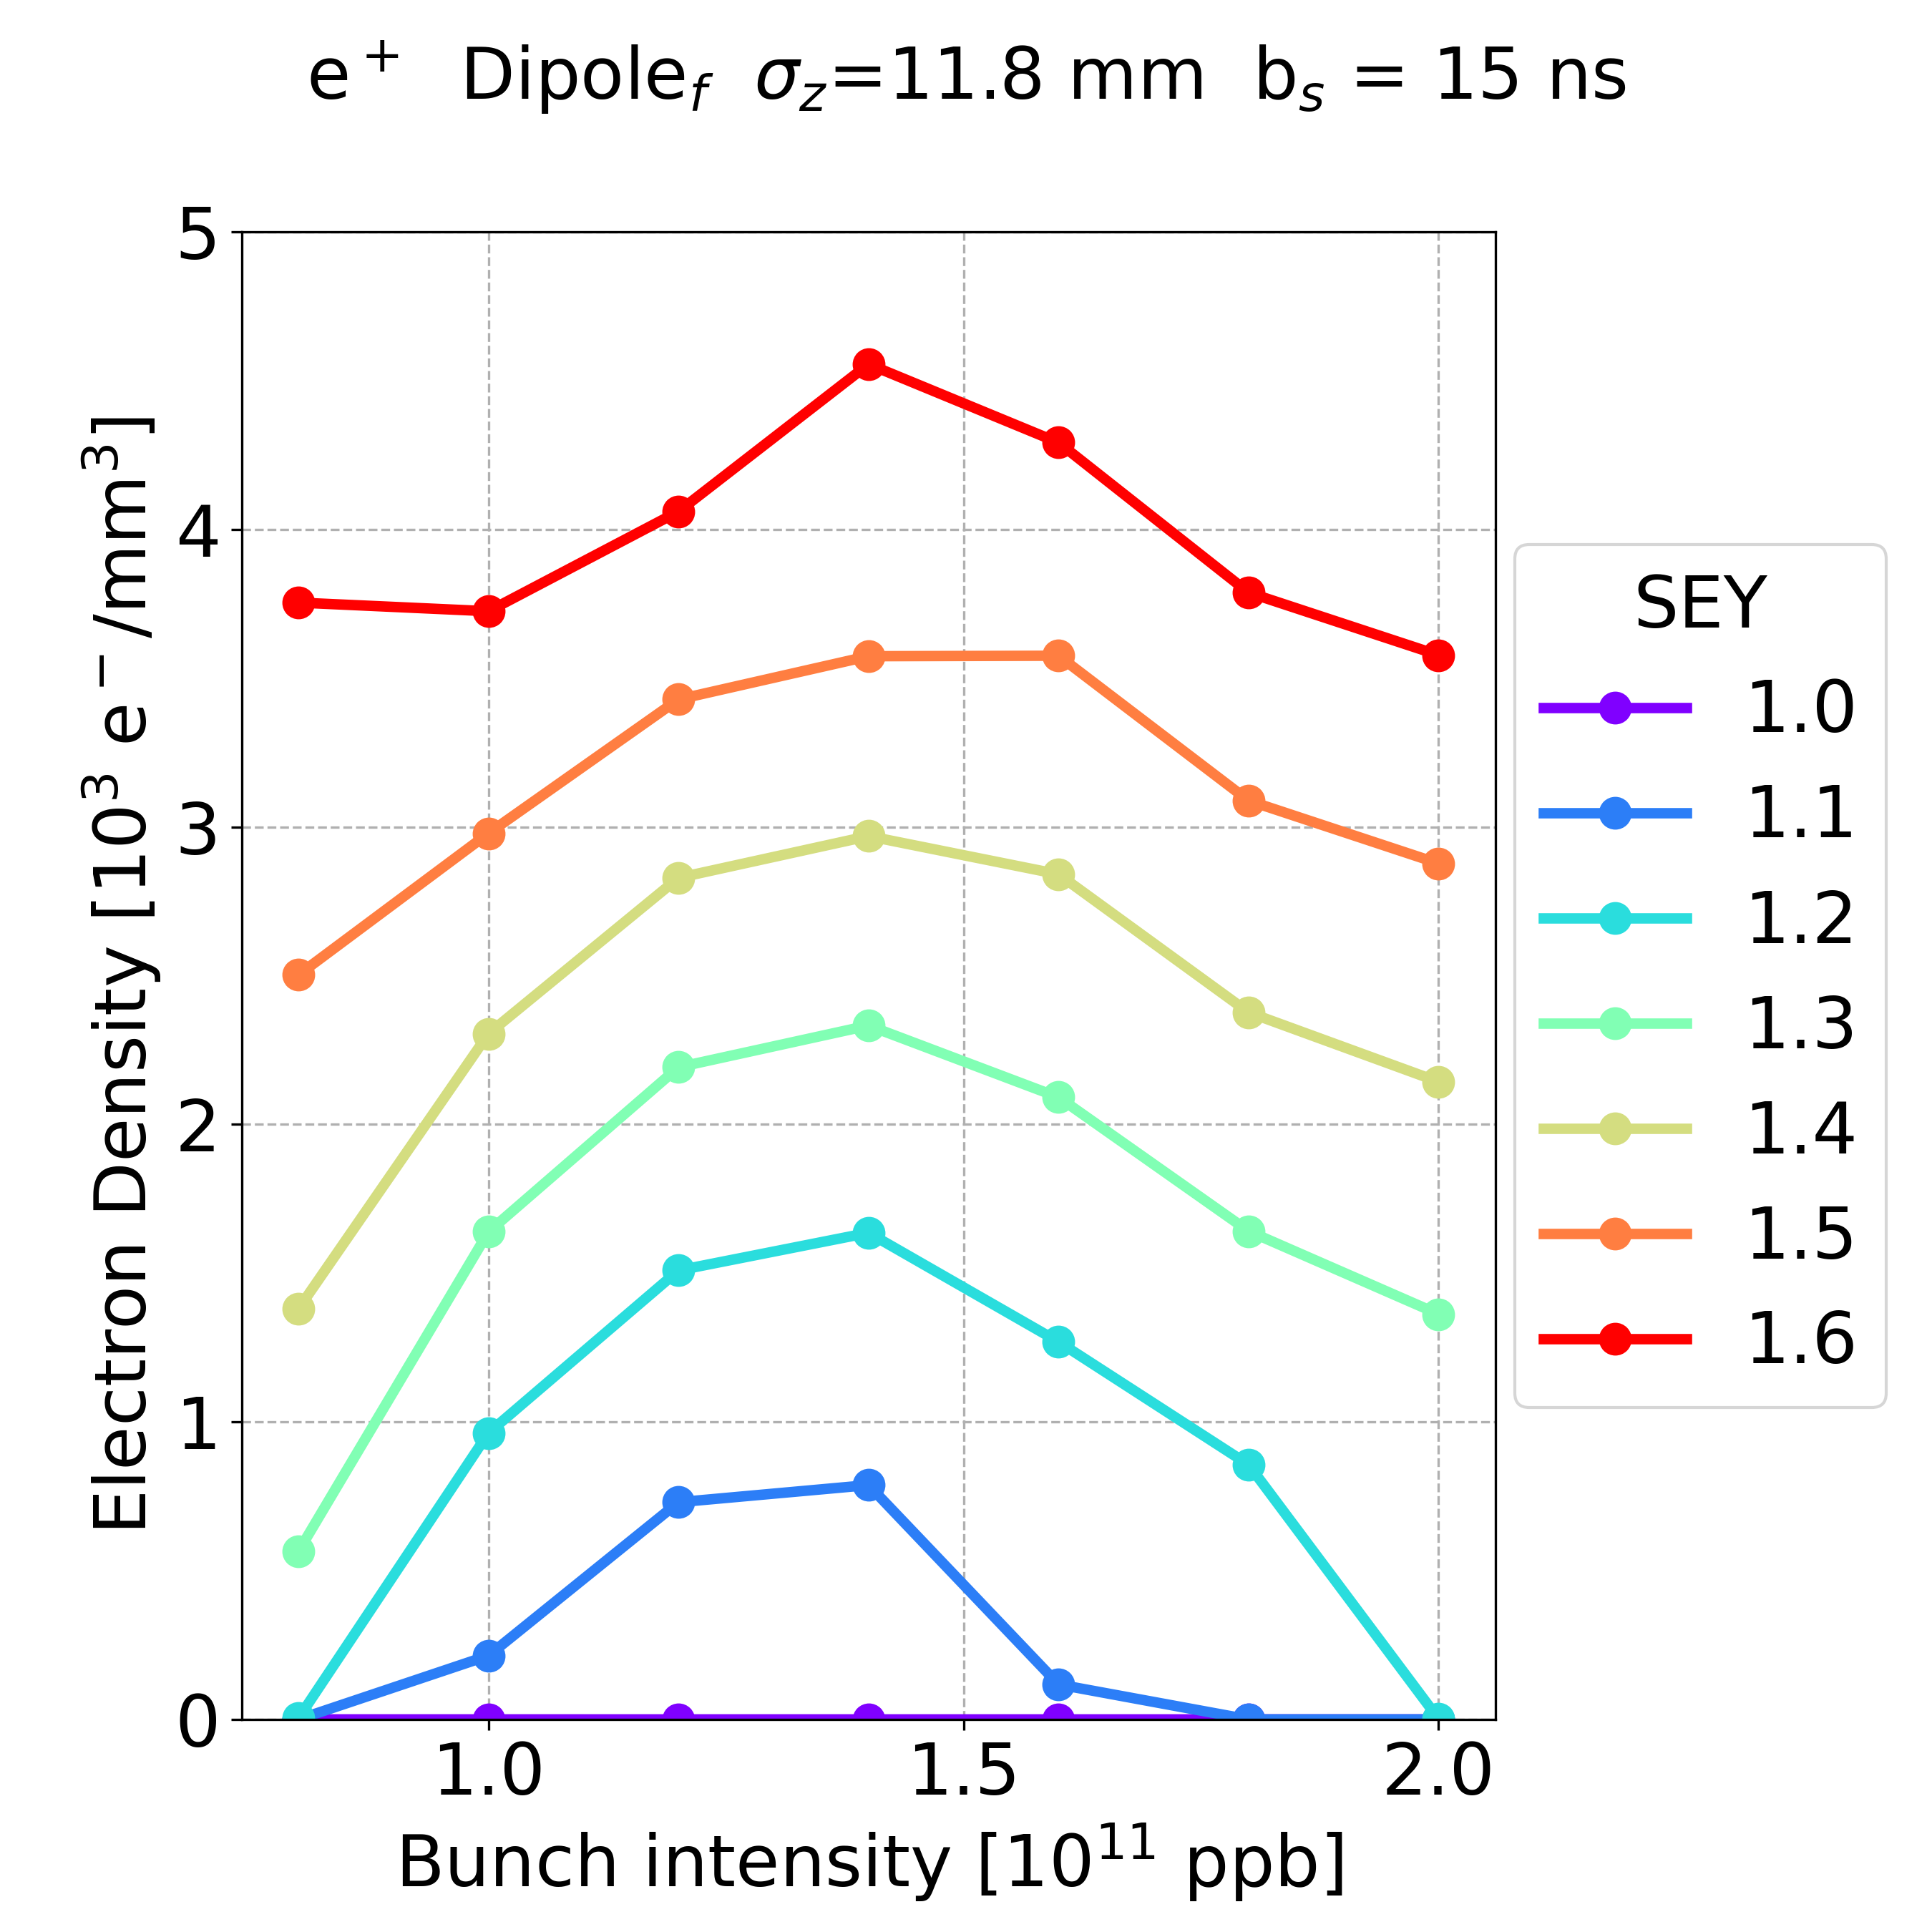 e⁺ Dipole_f σ_z=11.8 mm b_s = 15 ns
Electron Density [10³ e⁻/mm³]
5
4
3
2
1
0
1.0 1.5 2.0
Bunch intensity [10¹¹ ppb]
SEY
1.0
1.1
1.2
1.3
1.4
1.5
1.6